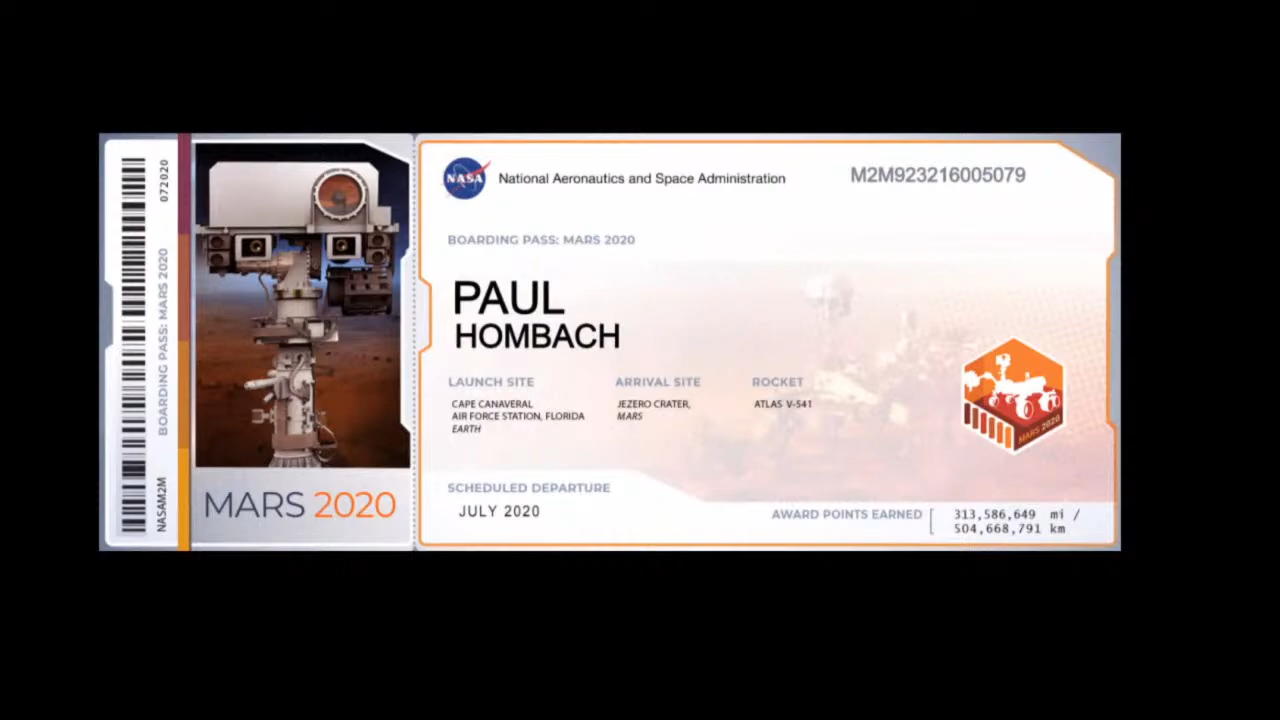 072020
BOARDING PASS: MARS 2020
NASAM2M
MARS 2020
NASA
National Aeronautics and Space Administration
M2M923216005079
BOARDING PASS: MARS 2020
PAUL
HOMBACH
LAUNCH SITE
CAPE CANAVERAL
AIR FORCE STATION, FLORIDA
EARTH
ARRIVAL SITE
JEZERO CRATER,
MARS
ROCKET
ATLAS V-541
MARS 2020
SCHEDULED DEPARTURE
JULY 2020
AWARD POINTS EARNED
313,586,649 mi /
504,668,791 km